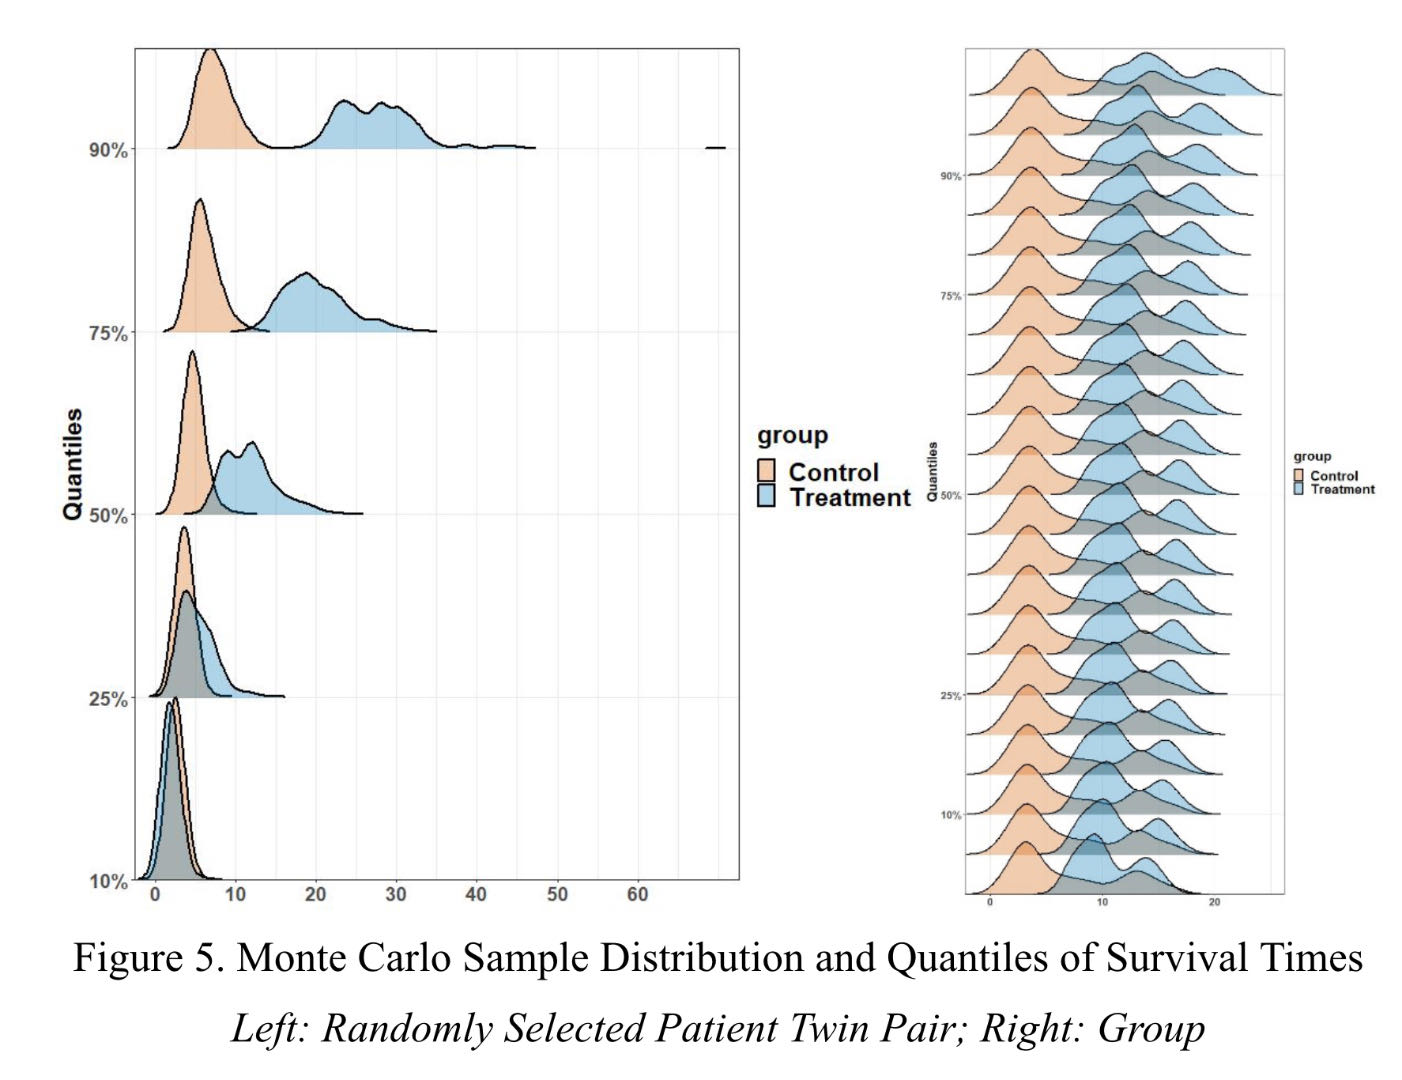 Quantiles
90%
75%
50%
25%
10%
0 10 20 30 40 50 60
group
Control
Treatment
Quantiles
90%
75%
50%
25%
10%
0 10 20
group
Control
Treatment
Figure 5. Monte Carlo Sample Distribution and Quantiles of Survival Times
Left: Randomly Selected Patient Twin Pair; Right: Group